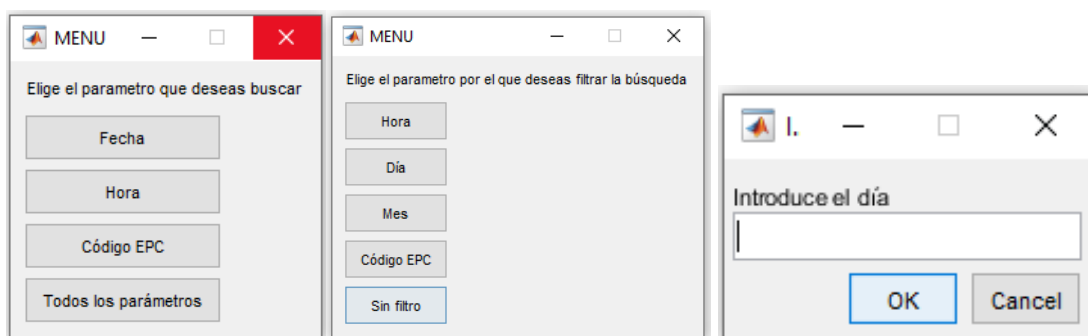 MENU
Elige el parametro que deseas buscar
Fecha
Hora
Código EPC
Todos los parámetros
MENU
Elige el parametro por el que deseas filtrar la búsqueda
Hora
Día
Mes
Código EPC
Sin filtro
I.
Introduce el día
OK
Cancel